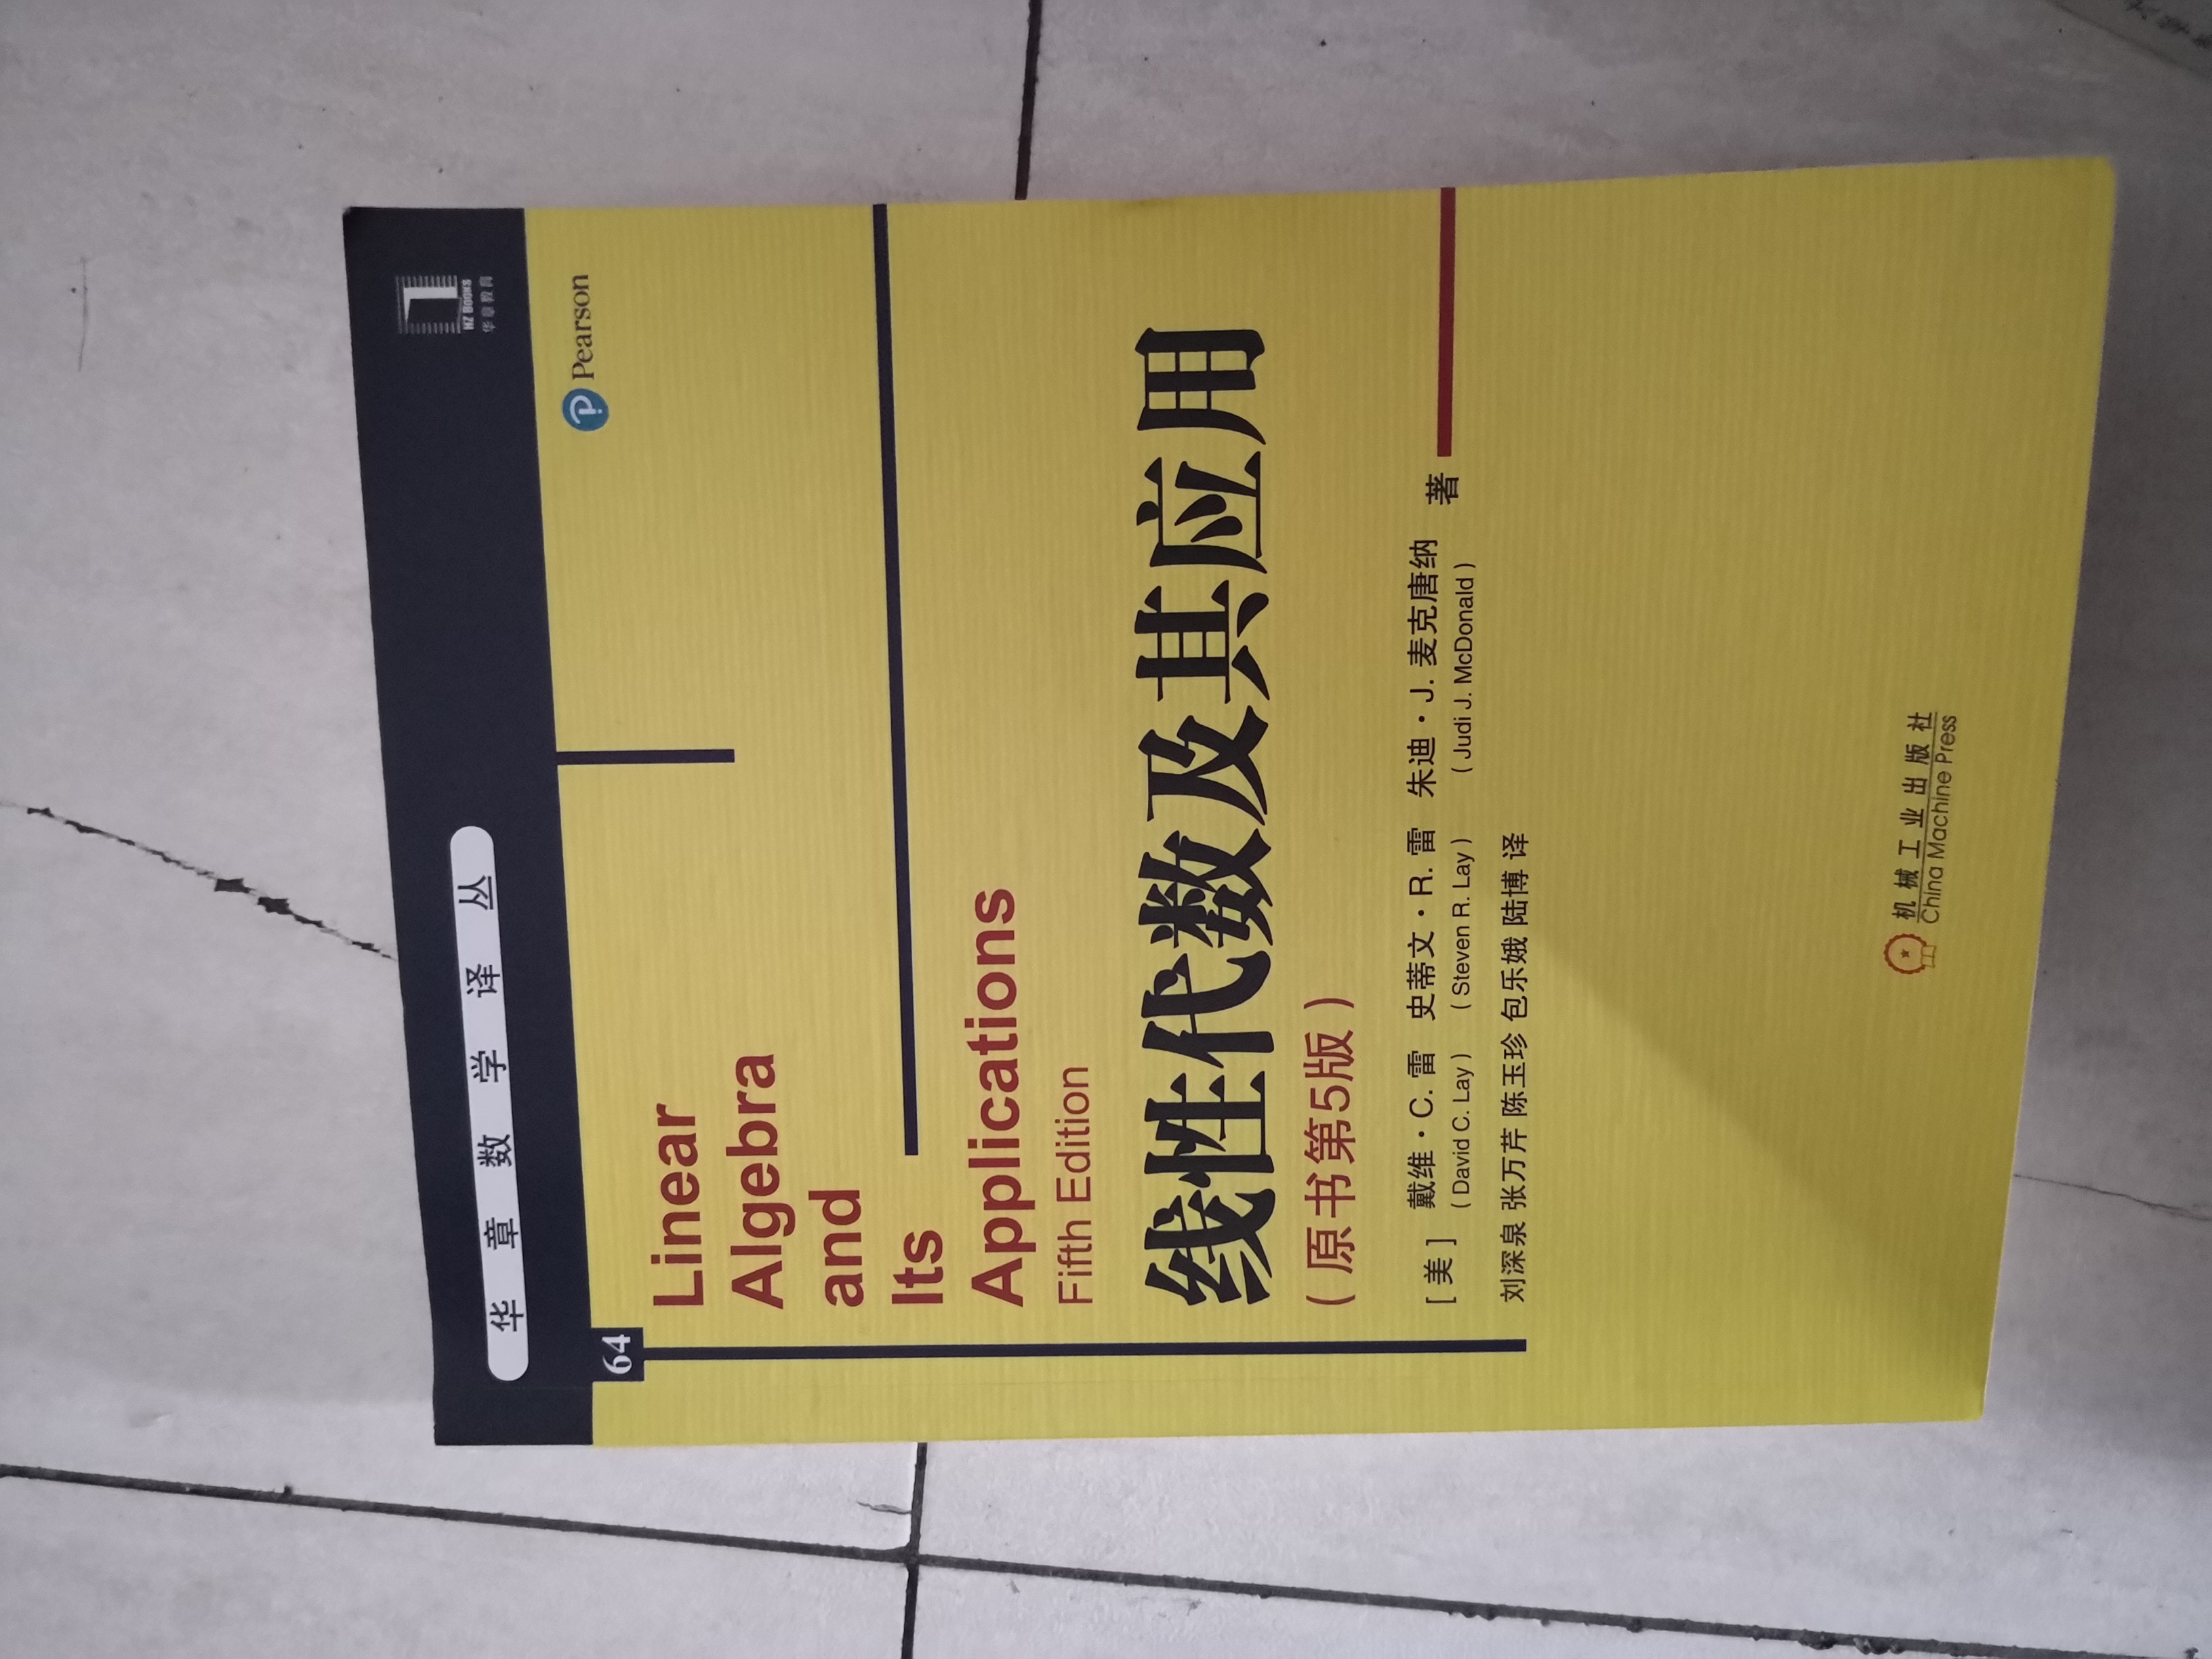 华章数学译丛
HZ BOOKS
华章教育
64
Pearson
Linear
Algebra
and
Its
Applications
Fifth Edition
线性代数及其应用
(原书第5版)
[美] 戴维·C. 雷 史蒂文·R. 雷 朱迪·J. 麦克唐纳 著
(David C. Lay) (Steven R. Lay) (Judi J. McDonald)
刘深泉 张万芹 陈玉珍 包乐娥 陆博 译
机械工业出版社
China Machine Press